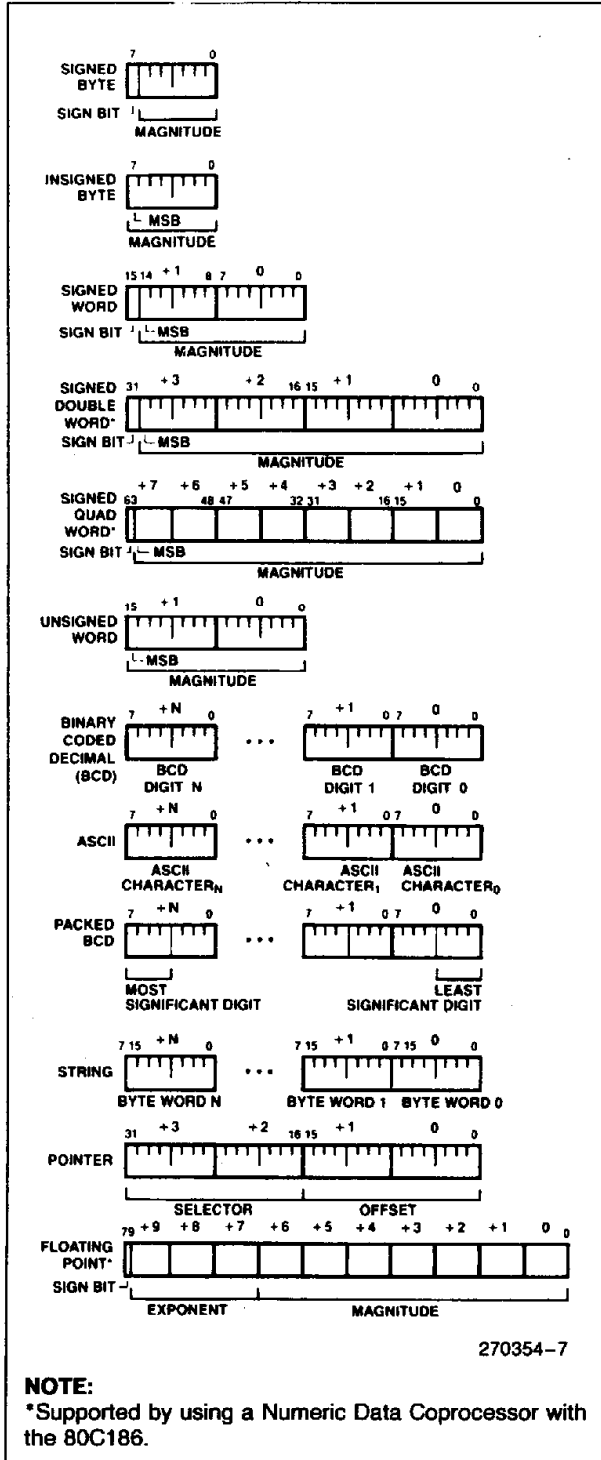 7 0
SIGNED
BYTE
SIGN BIT
MAGNITUDE
7 0
INSIGNED
BYTE
MSB
MAGNITUDE
15 14 +1 8 7 0 0
SIGNED
WORD
SIGN BIT MSB
MAGNITUDE
SIGNED 31 +3 +2 16 15 +1 0 0
DOUBLE
WORD*
SIGN BIT MSB
MAGNITUDE
+7 +6 +5 +4 +3 +2 +1 0
SIGNED 63 48 47 32 31 16 15 0
QUAD
WORD*
SIGN BIT MSB
MAGNITUDE
15 +1 0 0
UNSIGNED
WORD
MSB
MAGNITUDE
BINARY 7 +N 0 7 +1 0 7 0 0
CODED ...
DECIMAL
(BCD)
BCD BCD BCD
DIGIT N DIGIT 1 DIGIT 0
7 +N 0 7 +1 0 7 0 0
ASCII ...
ASCII ASCII ASCII
CHARACTERN CHARACTER1 CHARACTER0
7 +N 0 7 +1 0 7 0 0
PACKED
BCD ...
MOST LEAST
SIGNIFICANT DIGIT SIGNIFICANT DIGIT
7 15 +N 0 7 15 +1 0 7 15 0 0
STRING ...
BYTE WORD N BYTE WORD 1 BYTE WORD 0
31 +3 +2 16 15 +1 0 0
POINTER
SELECTOR OFFSET
79 +9 +8 +7 +6 +5 +4 +3 +2 +1 0 0
FLOATING
POINT*
SIGN BIT
EXPONENT MAGNITUDE
270354-7
NOTE:
*Supported by using a Numeric Data Coprocessor with
the 80C186.